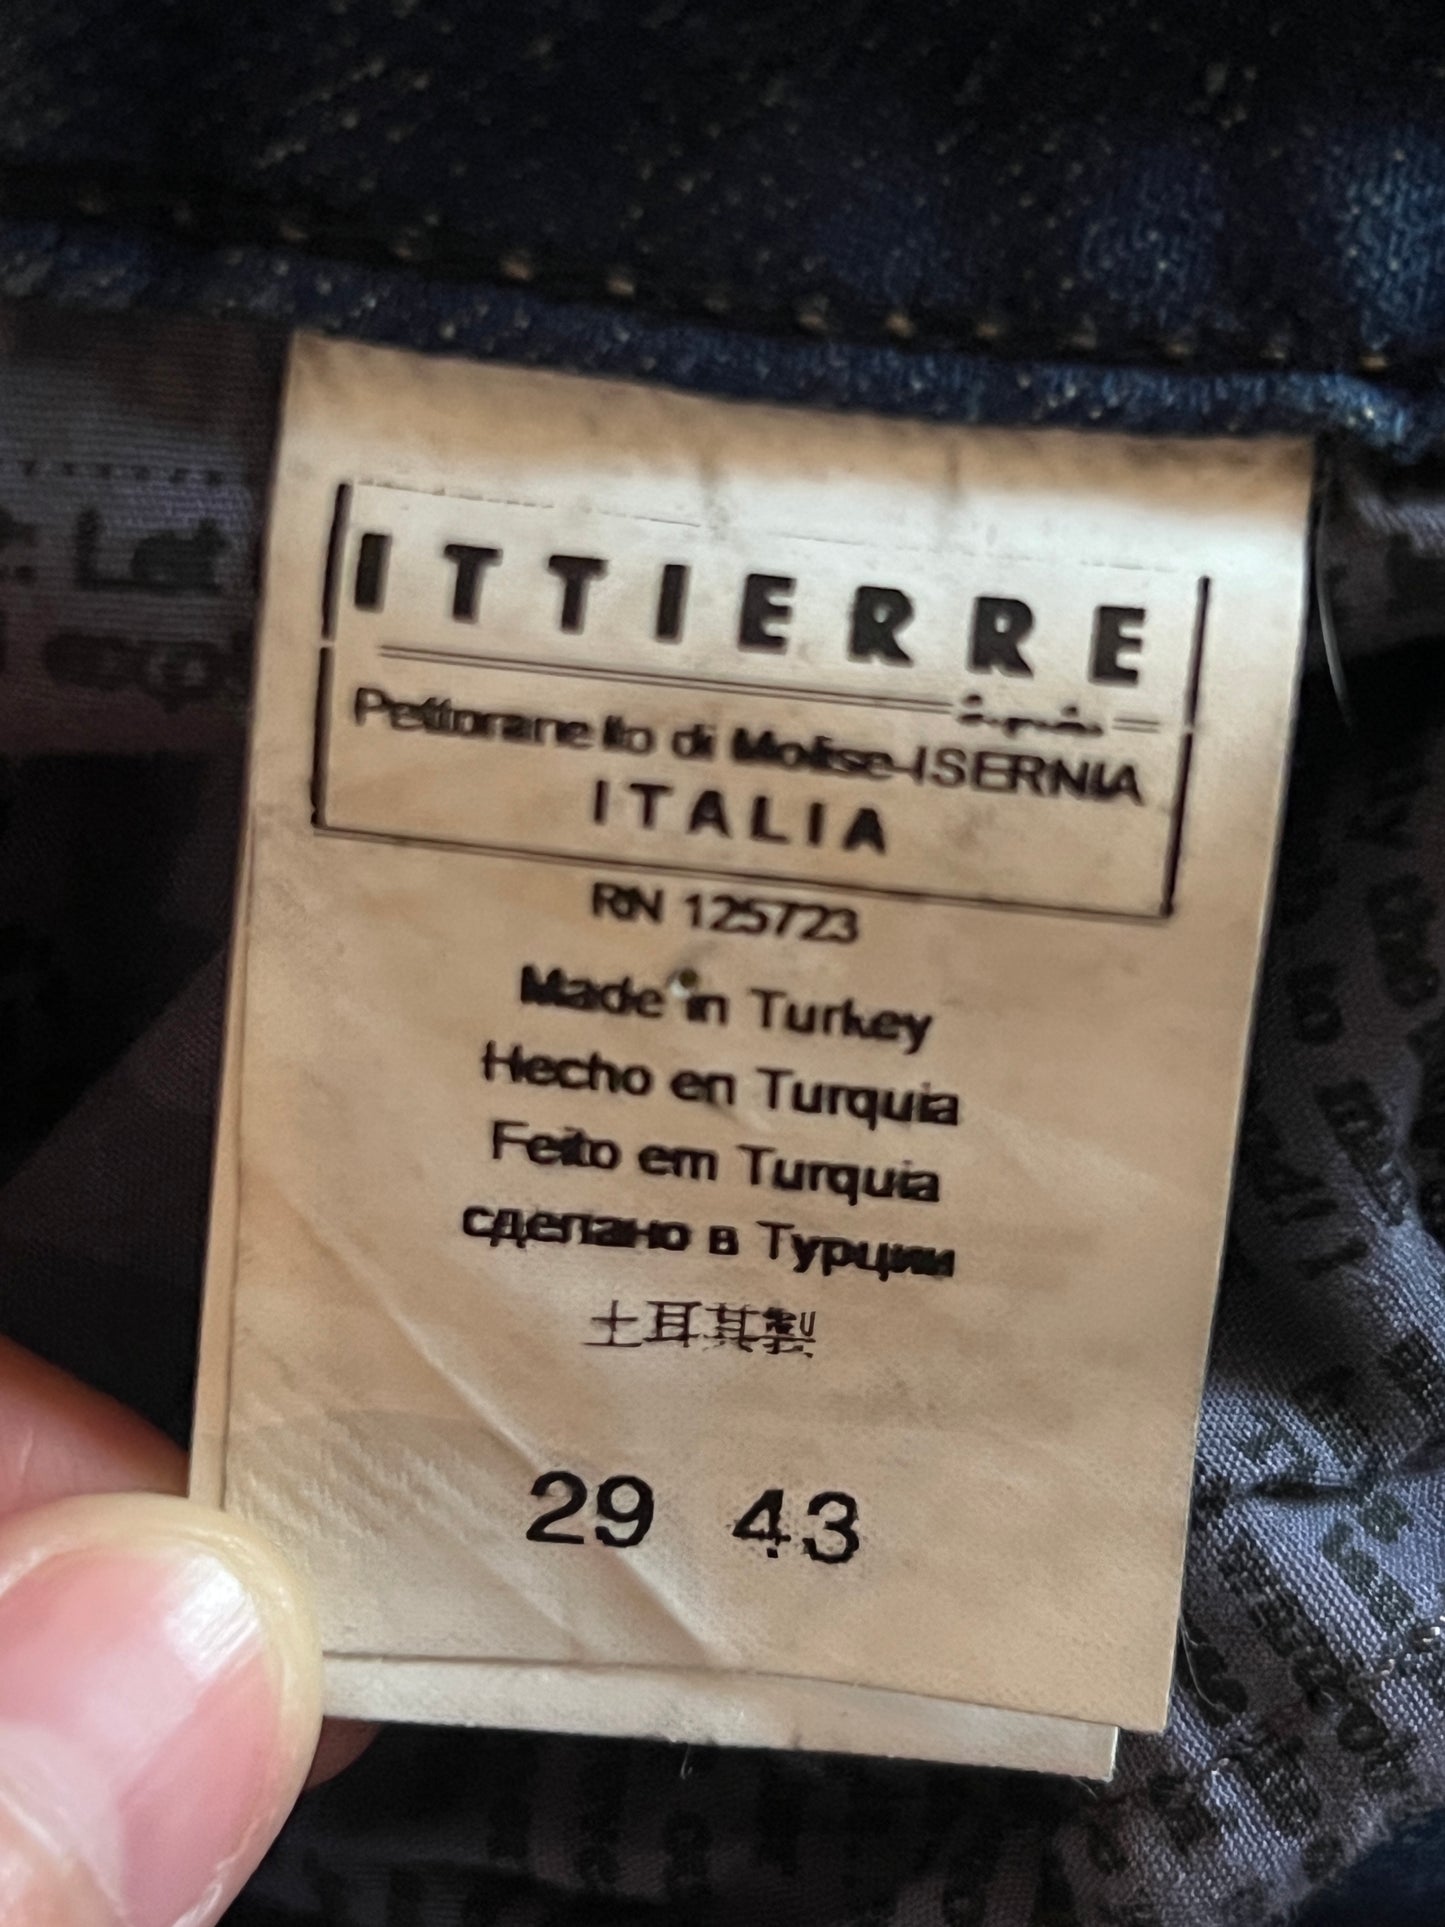 ITTIERRE
Pettoranello di Molise-ISERNIA
ITALIA
RN 125723
Made in Turkey
Hecho en Turquia
Feito em Turquia
сделано в Турции
土耳其製
29 43